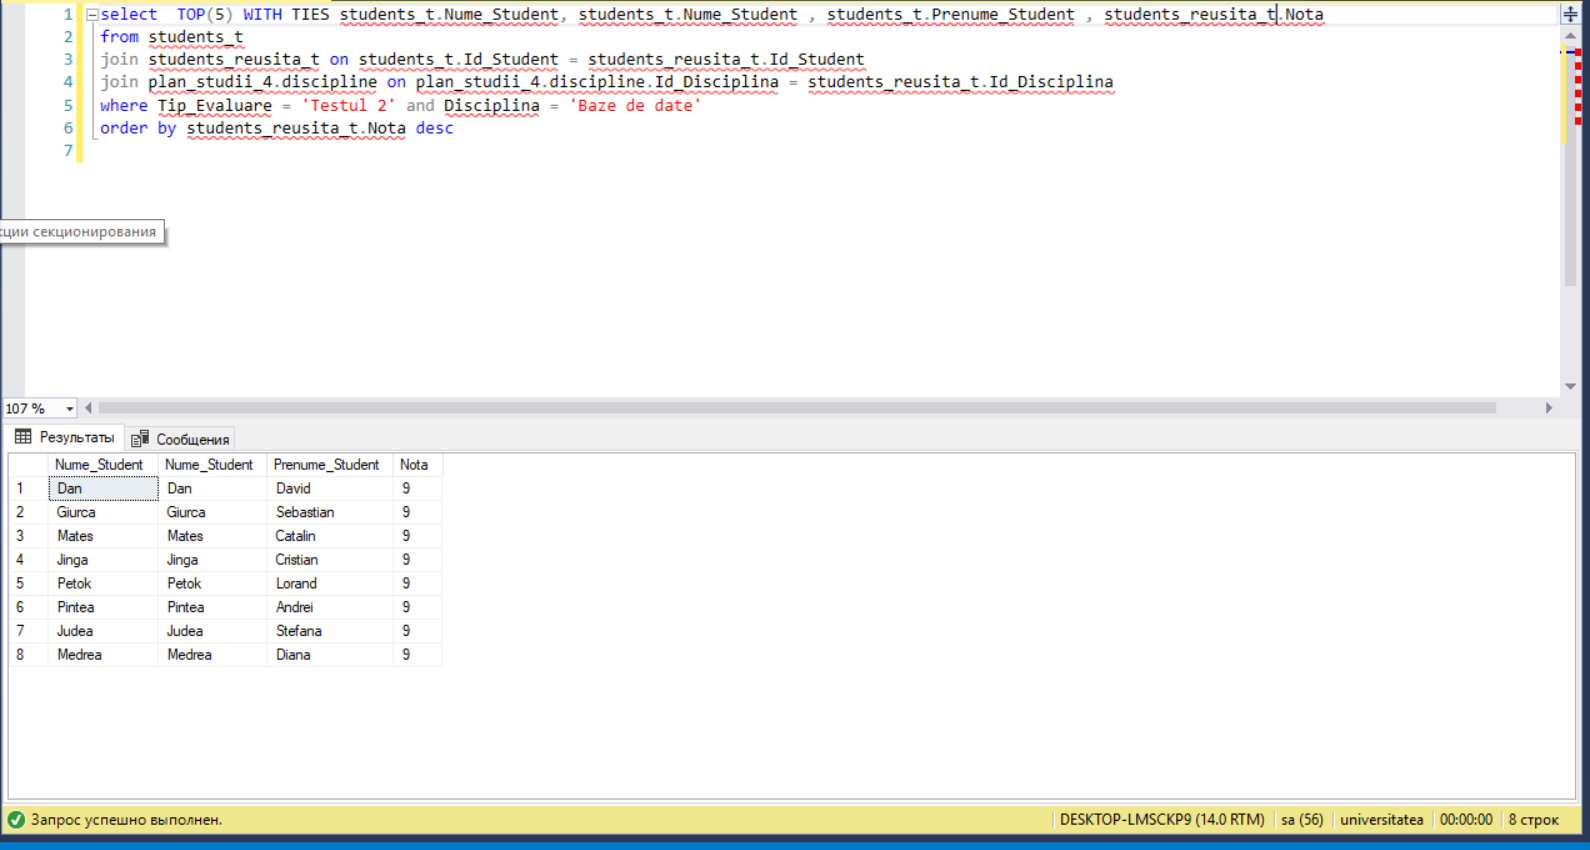 1 select  TOP(5) WITH TIES students_t.Nume_Student, students_t.Nume_Student , students_t.Prenume_Student , students_reusita_t.Nota
2 from students_t
3 join students_reusita_t on students_t.Id_Student = students_reusita_t.Id_Student
4 join plan_studii_4.discipline on plan_studii_4.discipline.Id_Disciplina = students_reusita_t.Id_Disciplina
5 where Tip_Evaluare = 'Testul 2' and Disciplina = 'Baze de date'
6 order by students_reusita_t.Nota desc
7
секционирования
107 %
Результаты Сообщения
Nume_Student Nume_Student Prenume_Student Nota
1 Dan Dan David 9
2 Giurca Giurca Sebastian 9
3 Mates Mates Catalin 9
4 Jinga Jinga Cristian 9
5 Petok Petok Lorand 9
6 Pintea Pintea Andrei 9
7 Judea Judea Stefana 9
8 Medrea Medrea Diana 9
Запрос успешно выполнен. DESKTOP-LMSCKP9 (14.0 RTM) sa (56) universitatea 00:00:00 8 строк